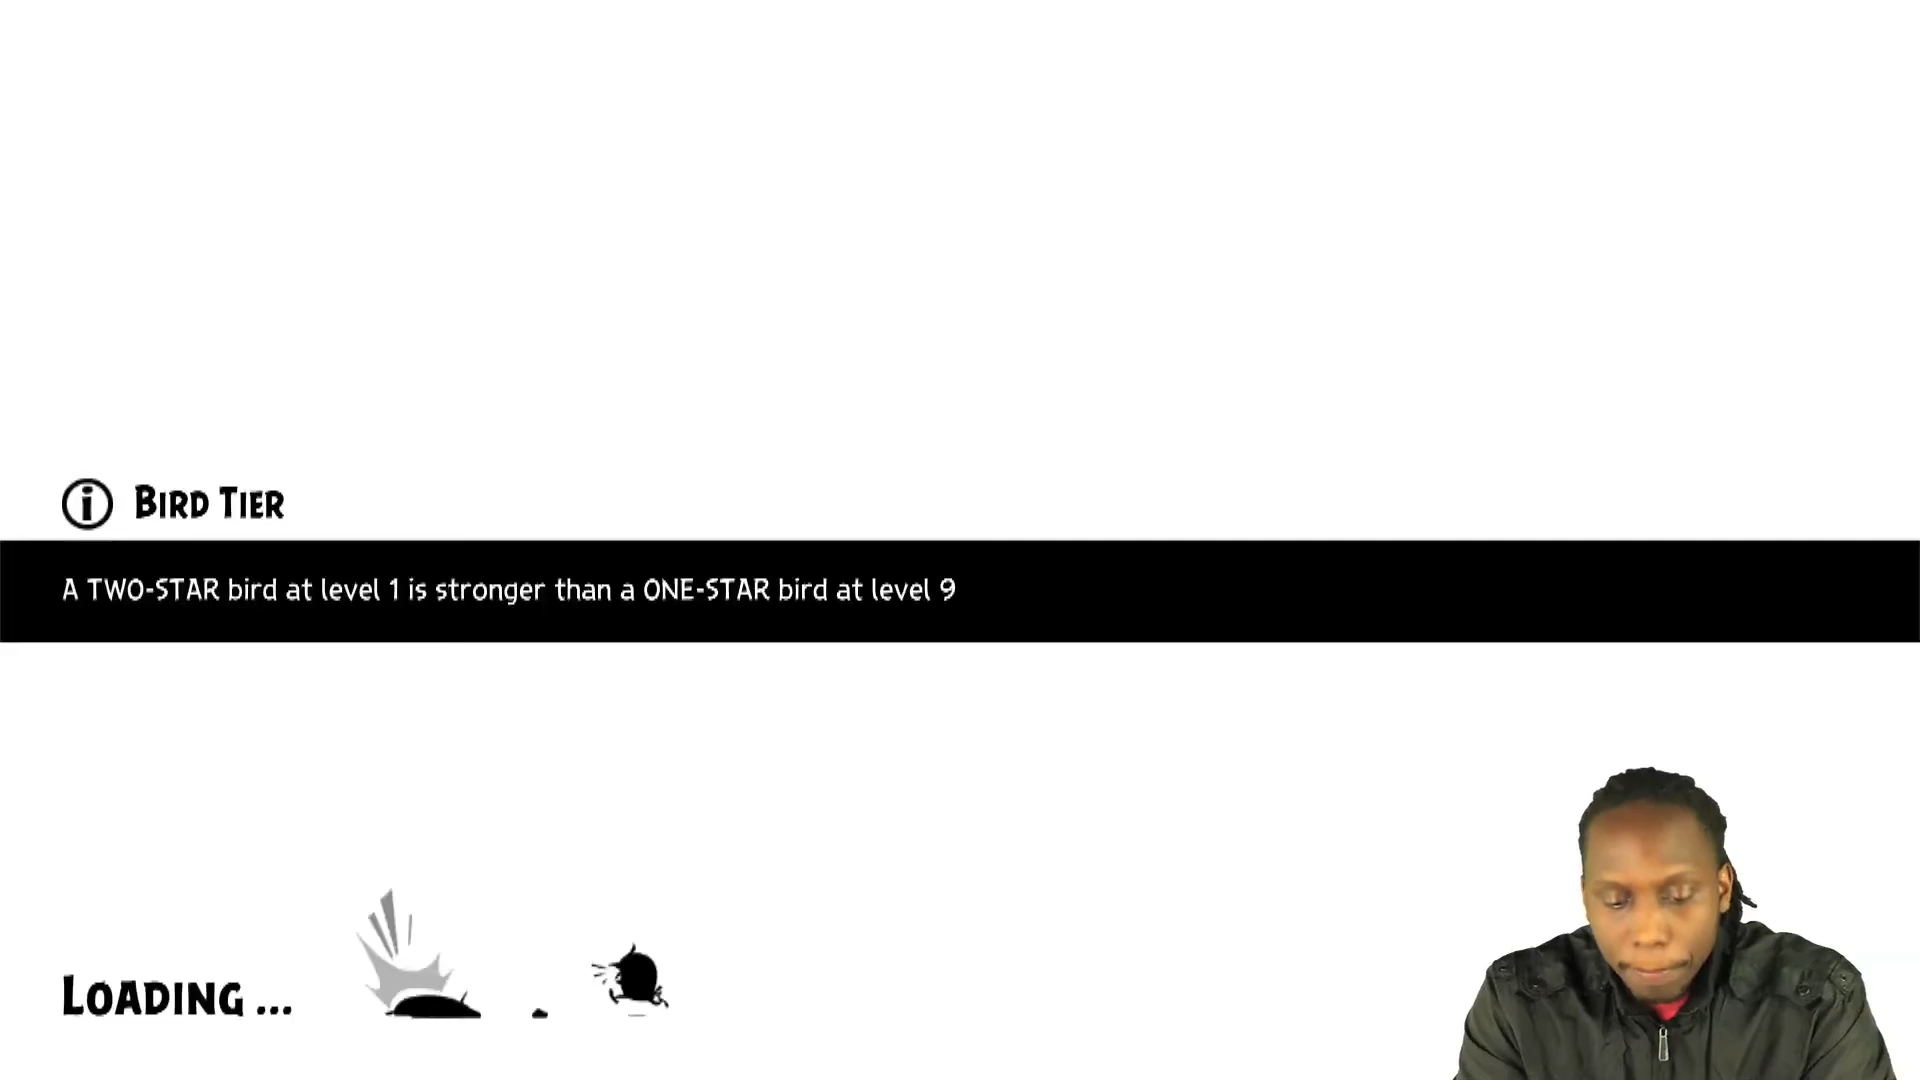 BIRD TIER
A TWO-STAR bird at level 1 is stronger than a ONE-STAR bird at level 9
LOADING ...